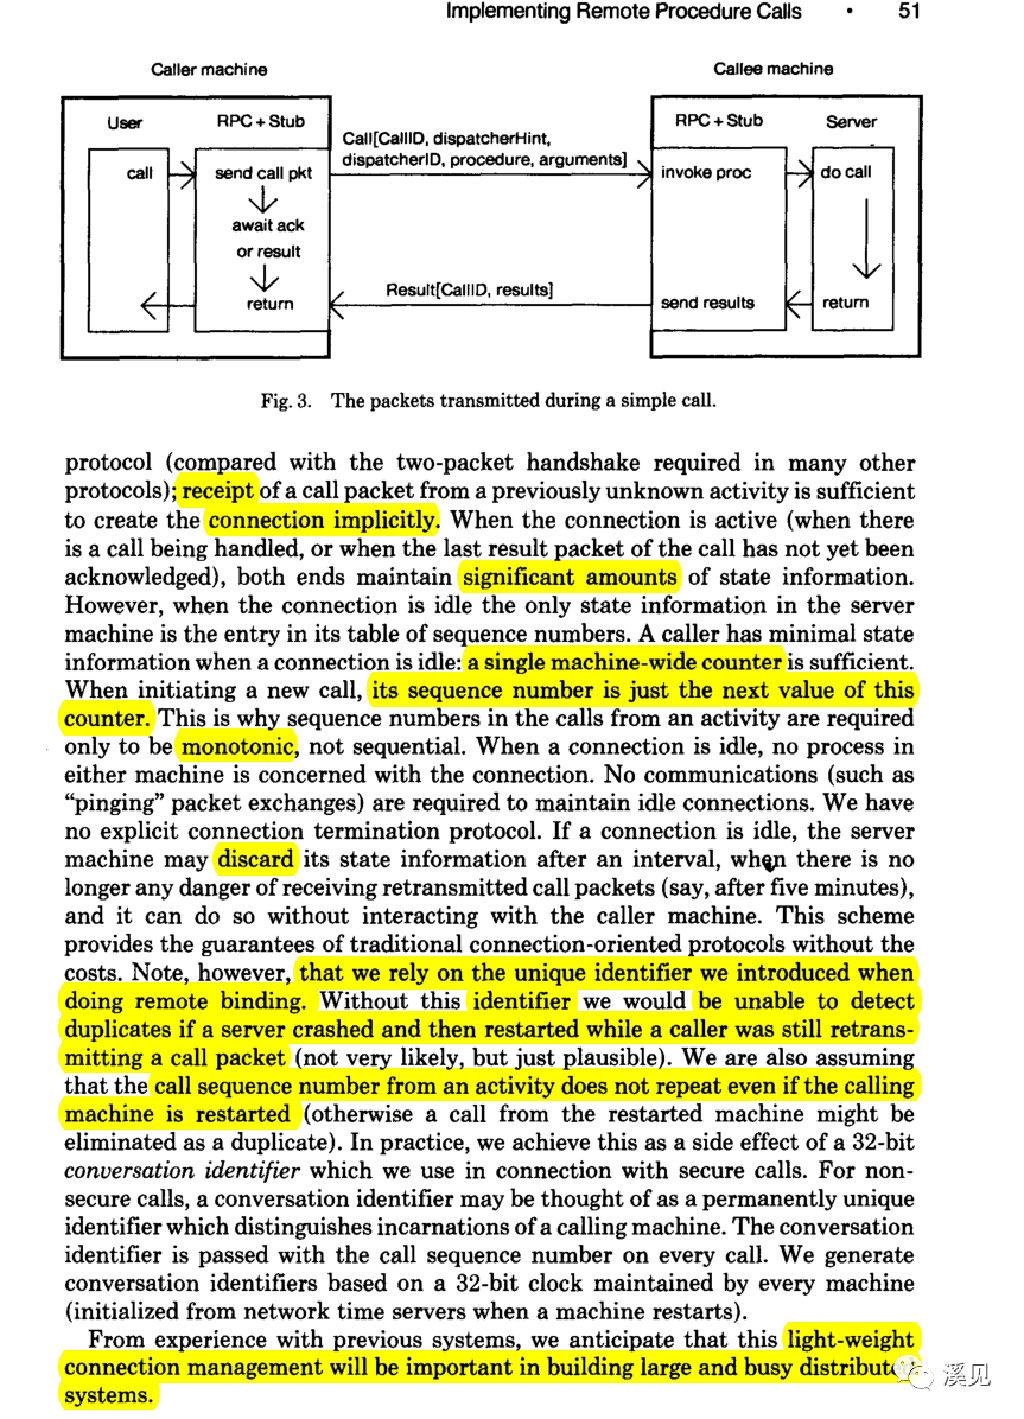 Implementing Remote Procedure Calls • 51
Caller machine
Callee machine
User
RPC+Stub
Call[CallID, dispatcherHint,
dispatcherID, procedure, arguments]
RPC+Stub
Server
call
send call pkt
invoke proc
do call
await ack
or result
return
Result[CallID, results]
send results
return
Fig. 3. The packets transmitted during a simple call.
protocol (compared with the two-packet handshake required in many other
protocols); receipt of a call packet from a previously unknown activity is sufficient
to create the connection implicitly. When the connection is active (when there
is a call being handled, or when the last result packet of the call has not yet been
acknowledged), both ends maintain significant amounts of state information.
However, when the connection is idle the only state information in the server
machine is the entry in its table of sequence numbers. A caller has minimal state
information when a connection is idle: a single machine-wide counter is sufficient.
When initiating a new call, its sequence number is just the next value of this
counter. This is why sequence numbers in the calls from an activity are required
only to be monotonic, not sequential. When a connection is idle, no process in
either machine is concerned with the connection. No communications (such as
“pinging” packet exchanges) are required to maintain idle connections. We have
no explicit connection termination protocol. If a connection is idle, the server
machine may discard its state information after an interval, when there is no
longer any danger of receiving retransmitted call packets (say, after five minutes),
and it can do so without interacting with the caller machine. This scheme
provides the guarantees of traditional connection-oriented protocols without the
costs. Note, however, that we rely on the unique identifier we introduced when
doing remote binding. Without this identifier we would be unable to detect
duplicates if a server crashed and then restarted while a caller was still retrans-
mitting a call packet (not very likely, but just plausible). We are also assuming
that the call sequence number from an activity does not repeat even if the calling
machine is restarted (otherwise a call from the restarted machine might be
eliminated as a duplicate). In practice, we achieve this as a side effect of a 32-bit
conversation identifier which we use in connection with secure calls. For non-
secure calls, a conversation identifier may be thought of as a permanently unique
identifier which distinguishes incarnations of a calling machine. The conversation
identifier is passed with the call sequence number on every call. We generate
conversation identifiers based on a 32-bit clock maintained by every machine
(initialized from network time servers when a machine restarts).
From experience with previous systems, we anticipate that this light-weight
connection management will be important in building large and busy distributed
systems.
溪见